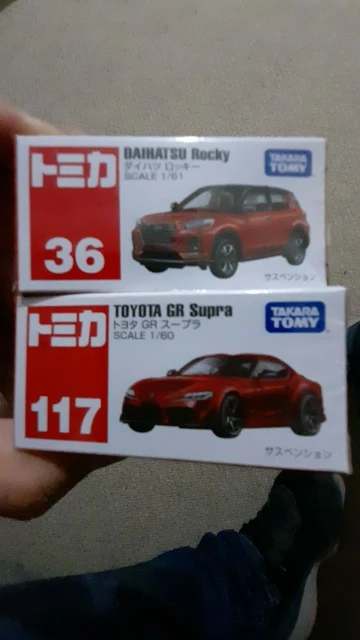 トミカ
36
DAIHATSU Rocky
ダイハツ ロッキー
SCALE 1/61
TAKARA
TOMY
サスペンション
トミカ
117
TOYOTA GR Supra
トヨタ GR スープラ
SCALE 1/60
TAKARA
TOMY
サスペンション